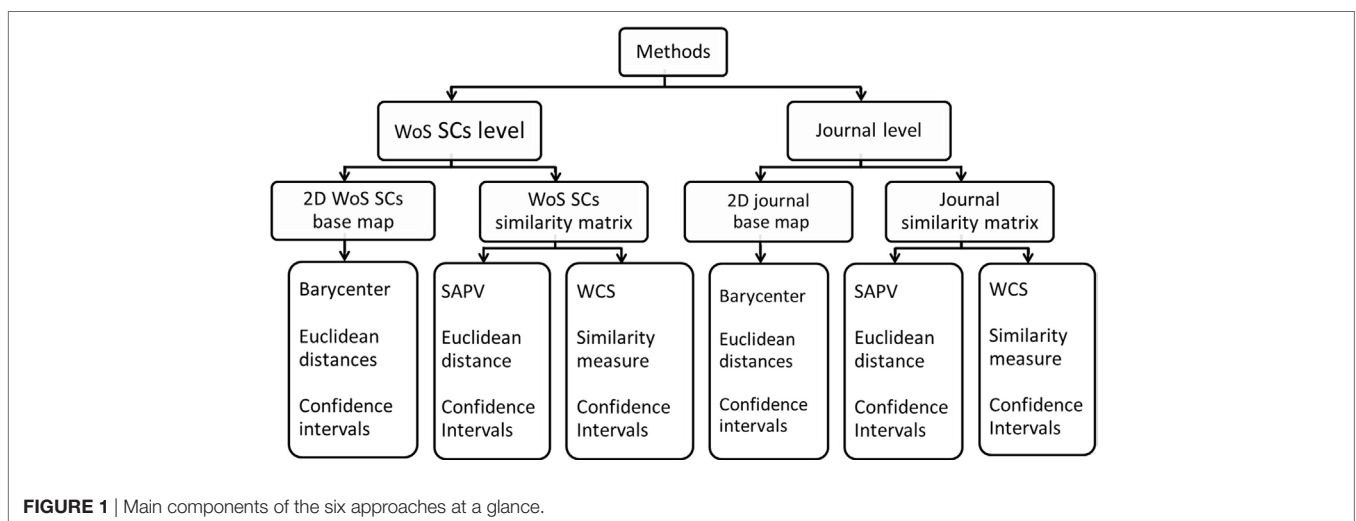 Methods
WoS SCs level
Journal level
2D WoS SCs
base map
WoS SCs
similarity matrix
2D journal
base map
Journal
similarity matrix
Barycenter
Euclidean
distances
Confidence
intervals
SAPV
Euclidean
distance
Confidence
Intervals
WCS
Similarity
measure
Confidence
Intervals
Barycenter
Euclidean
distances
Confidence
intervals
SAPV
Euclidean
distance
Confidence
Intervals
WCS
Similarity
measure
Confidence
Intervals
FIGURE 1 | Main components of the six approaches at a glance.